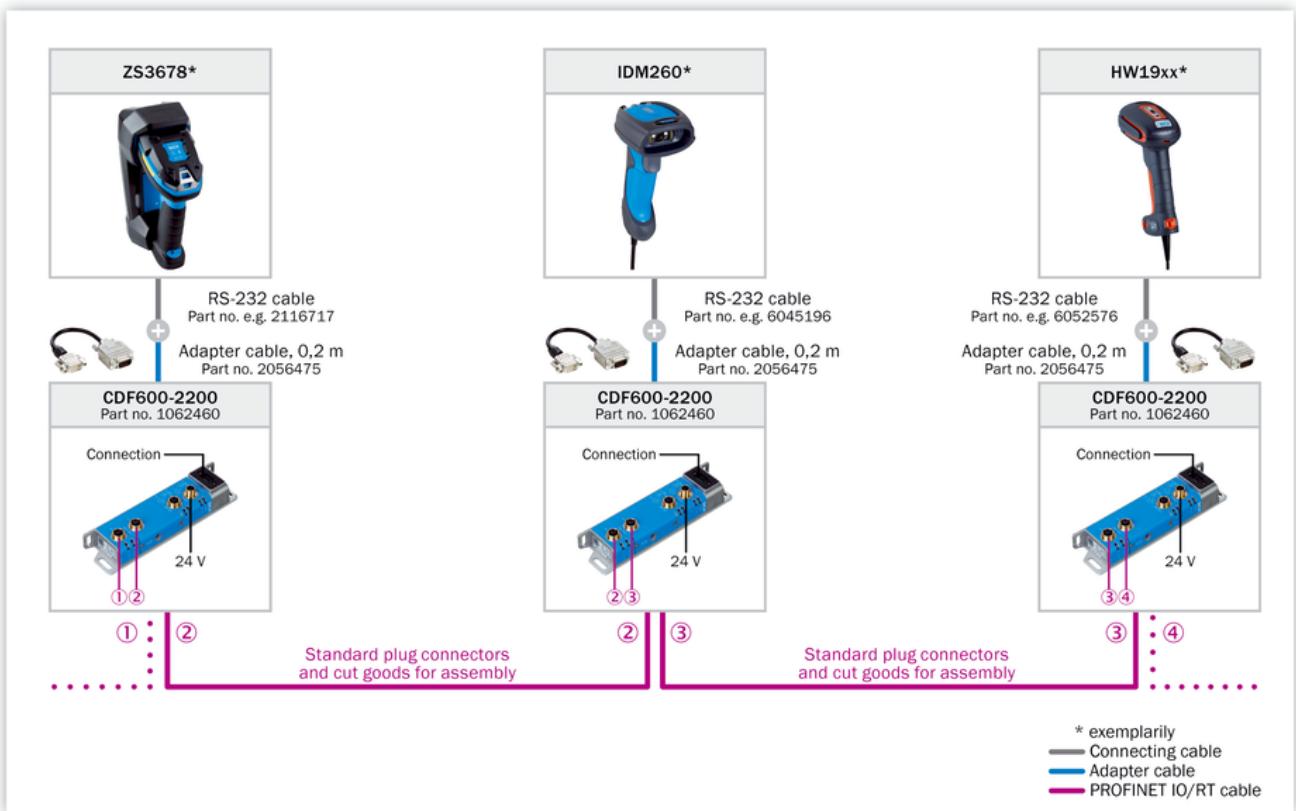 ZS3678*
IDM260*
HW19xx*
RS-232 cable
Part no. e.g. 2116717
Adapter cable, 0,2 m
Part no. 2056475
RS-232 cable
Part no. e.g. 6045196
Adapter cable, 0,2 m
Part no. 2056475
RS-232 cable
Part no. e.g. 6052576
Adapter cable, 0,2 m
Part no. 2056475
CDF600-2200
Part no. 1062460
Connection
24 V
①②
CDF600-2200
Part no. 1062460
Connection
24 V
②③
CDF600-2200
Part no. 1062460
Connection
24 V
③④
① ②
② ③
③ ④
Standard plug connectors
and cut goods for assembly
Standard plug connectors
and cut goods for assembly
* exemplarily
Connecting cable
Adapter cable
PROFINET IO/RT cable